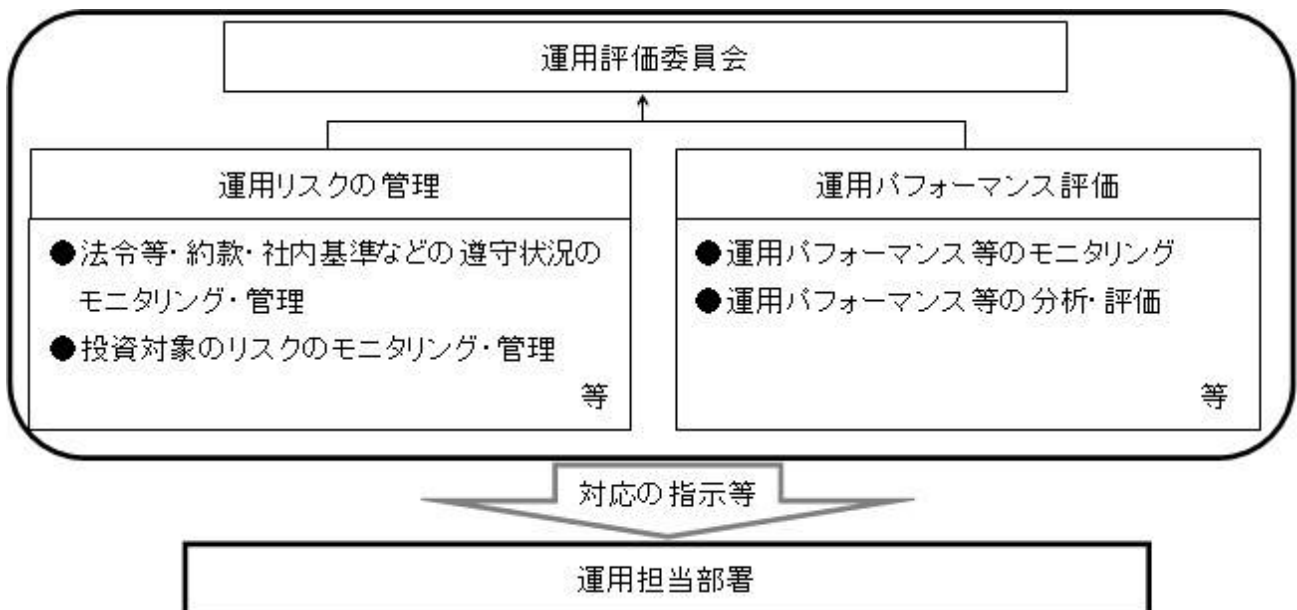 運用評価委員会
運用リスクの管理
●法令等・約款・社内基準などの遵守状況の
モニタリング・管理
●投資対象のリスクのモニタリング・管理
等
運用パフォーマンス評価
●運用パフォーマンス等のモニタリング
●運用パフォーマンス等の分析・評価
等
対応の指示等
運用担当部署